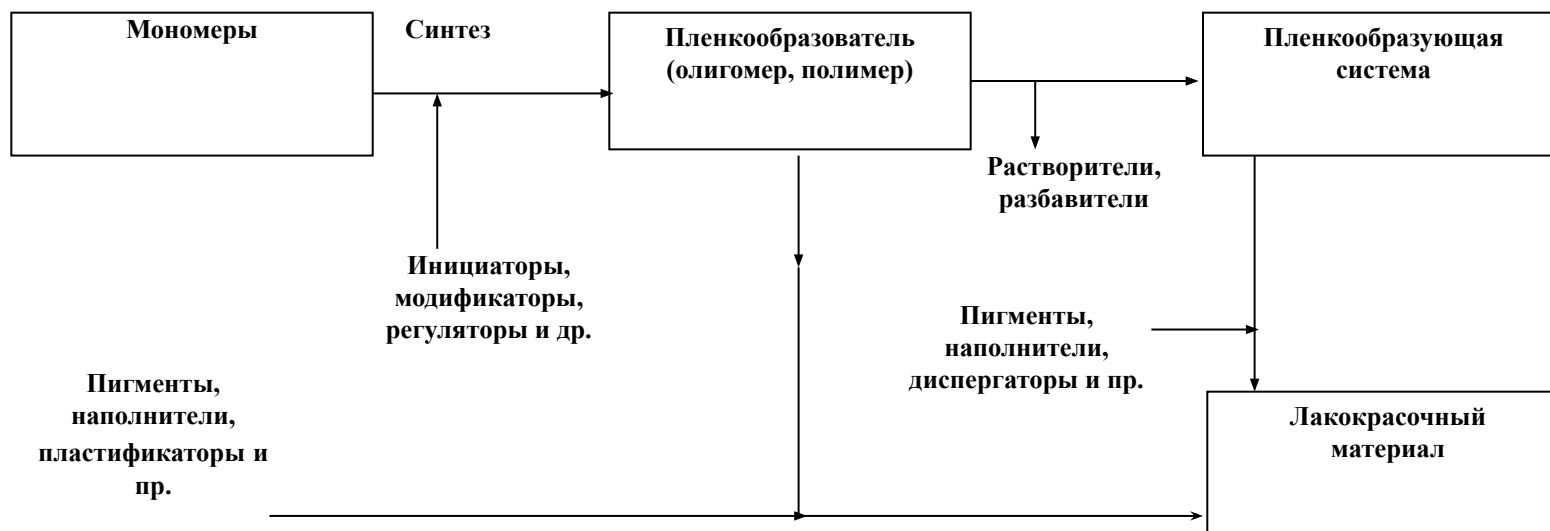 Мономеры
Синтез
Пленкообразователь
(олигомер, полимер)
Пленкообразующая
система
Растворители,
разбавители
Инициаторы,
модификаторы,
регуляторы и др.
Пигменты,
наполнители,
диспергаторы и пр.
Пигменты,
наполнители,
пластификаторы и
пр.
Лакокрасочный
материал